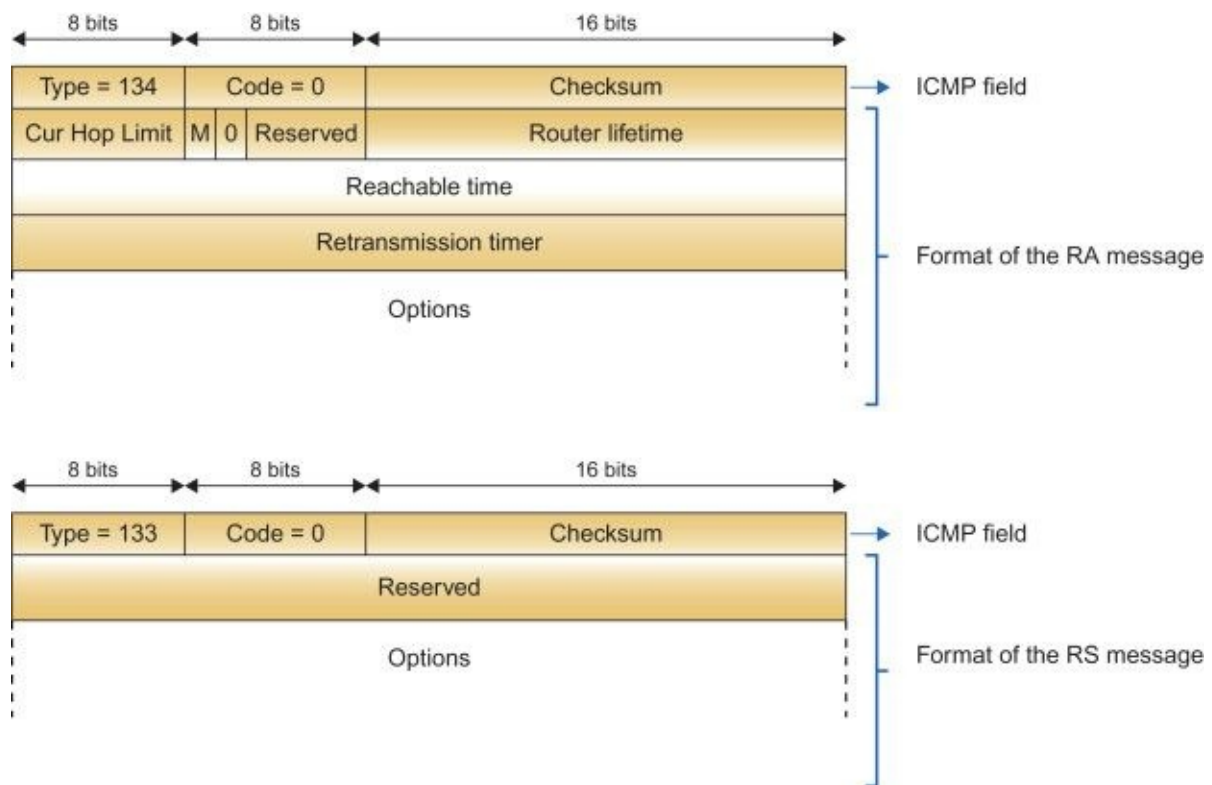 8 bits 8 bits 16 bits
Type = 134 Code = 0 Checksum ICMP field
Cur Hop Limit M 0 Reserved Router lifetime
Reachable time
Retransmission timer
Format of the RA message
Options
8 bits 8 bits 16 bits
Type = 133 Code = 0 Checksum ICMP field
Reserved
Options Format of the RS message